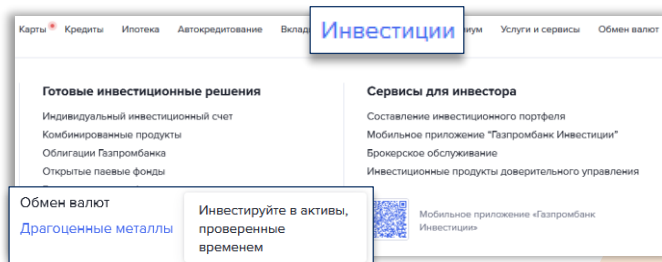 Карты Кредиты Ипотека Автокредитование Инвестиции Услуги и сервисы Обмен валют
Готовые инвестиционные решения
Индивидуальный инвестиционный счет
Комбинированные продукты
Облигации Газпромбанка
Открытые паевые фонды
Сервисы для инвестора
Составление инвестиционного портфеля
Мобильное приложение "Газпромбанк Инвестиции"
Брокерское обслуживание
Инвестиционные продукты доверительного управления
Мобильное приложение «Газпромбанк
Инвестиции»
Обмен валют
Драгоценные металлы
Инвестируйте в активы,
проверенные
временем